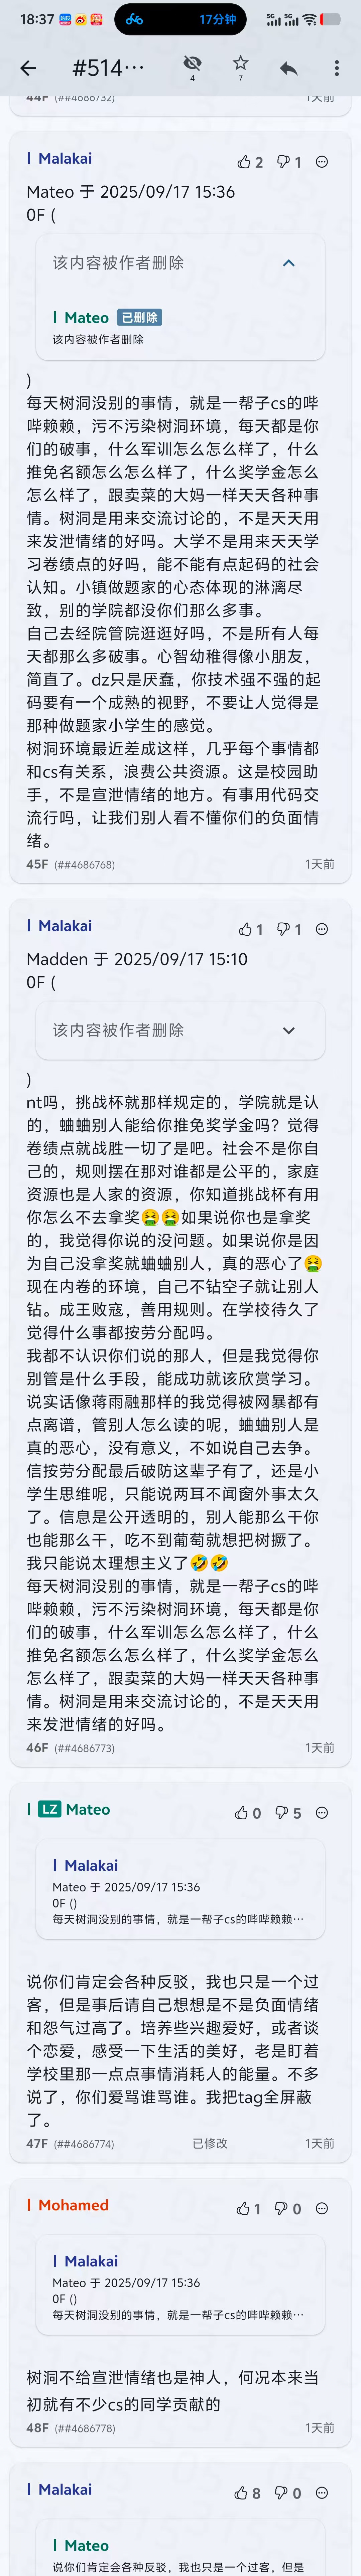 18:37
17分钟
5G
5G
#514…
4
7
44F (##4686732)
1天前
Malakai
2
1
Mateo 于 2025/09/17 15:36
0F (
该内容被作者删除
Mateo 已删除
该内容被作者删除
)
每天树洞没别的事情，就是一帮子cs的哔
哔赖赖，污不污染树洞环境，每天都是你
们的破事，什么军训怎么怎么样了，什么
推免名额怎么怎么样了，什么奖学金怎么
怎么样了，跟卖菜的大妈一样天天各种事
情。树洞是用来交流讨论的，不是天天用
来发泄情绪的好吗。大学不是用来天天学
习卷绩点的好吗，能不能有点起码的社会
认知。小镇做题家的心态体现的淋漓尽
致，别的学院都没你们那么多事。
自己去经院管院逛逛好吗，不是所有人每
天都那么多破事。心智幼稚得像小朋友，
简直了。dz只是厌蠢，你技术强不强的起
码要有一个成熟的视野，不要让人觉得是
那种做题家小学生的感觉。
树洞环境最近差成这样，几乎每个事情都
和cs有关系，浪费公共资源。这是校园助
手，不是宣泄情绪的地方。有事用代码交
流行吗，让我们别人看不懂你们的负面情
绪。
45F (##4686768)
1天前
Malakai
1
1
Madden 于 2025/09/17 15:10
0F (
该内容被作者删除
)
nt吗，挑战杯就那样规定的，学院就是认
的，蛐蛐别人能给你推免奖学金吗？觉得
卷绩点就战胜一切了是吧。社会不是你自
己的，规则摆在那对谁都是公平的，家庭
资源也是人家的资源，你知道挑战杯有用
你怎么不去拿奖🤮🤮如果说你也是拿奖
的，我觉得你说的没问题。如果说你是因
为自己没拿奖就蛐蛐别人，真的恶心了🤮
现在内卷的环境，自己不钻空子就让别人
钻。成王败寇，善用规则。在学校待久了
觉得什么事都按劳分配吗。
我都不认识你们说的那人，但是我觉得你
别管是什么手段，能成功就该欣赏学习。
说实话像蒋雨融那样的我觉得被网暴都有
点离谱，管别人怎么读的呢，蛐蛐别人是
真的恶心，没有意义，不如说自己去争。
信按劳分配最后破防这辈子有了，还是小
学生思维呢，只能说两耳不闻窗外事太久
了。信息是公开透明的，别人能那么干你
也能那么干，吃不到葡萄就想把树撅了。
我只能说太理想主义了🤣🤣
每天树洞没别的事情，就是一帮子cs的哔
哔赖赖，污不污染树洞环境，每天都是你
们的破事，什么军训怎么怎么样了，什么
推免名额怎么怎么样了，什么奖学金怎么
怎么样了，跟卖菜的大妈一样天天各种事
情。树洞是用来交流讨论的，不是天天用
来发泄情绪的好吗。
46F (##4686773)
1天前
LZ Mateo
0
5
Malakai
Mateo 于 2025/09/17 15:36
0F ()
每天树洞没别的事情，就是一帮子cs的哔哔赖赖…
说你们肯定会各种反驳，我也只是一个过
客，但是事后请自己想想是不是负面情绪
和怨气过高了。培养些兴趣爱好，或者谈
个恋爱，感受一下生活的美好，老是盯着
学校里那一点点事情消耗人的能量。不多
说了，你们爱骂谁骂谁。我把tag全屏蔽
了。
47F (##4686774)
已修改
1天前
Mohamed
1
0
Malakai
Mateo 于 2025/09/17 15:36
0F ()
每天树洞没别的事情，就是一帮子cs的哔哔赖赖…
树洞不给宣泄情绪也是神人，何况本来当
初就有不少cs的同学贡献的
48F (##4686778)
1天前
Malakai
8
0
Mateo
说你们肯定会各种反驳，我也只是一个过客，但是